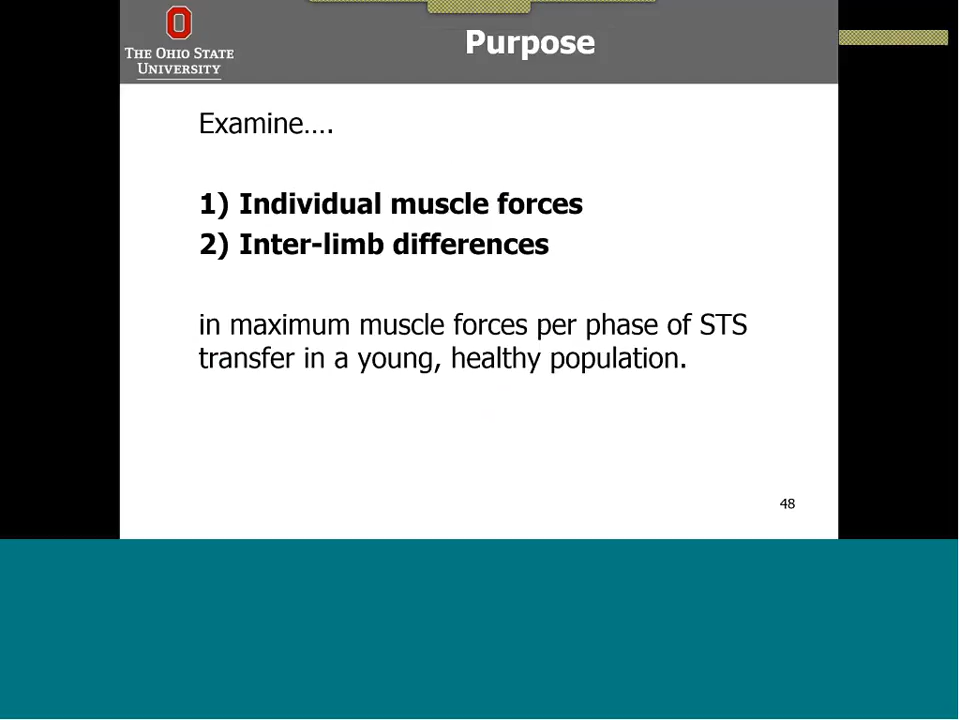 THE OHIO STATE
UNIVERSITY
Purpose
Examine….
1) Individual muscle forces
2) Inter-limb differences
in maximum muscle forces per phase of STS
transfer in a young, healthy population.
48